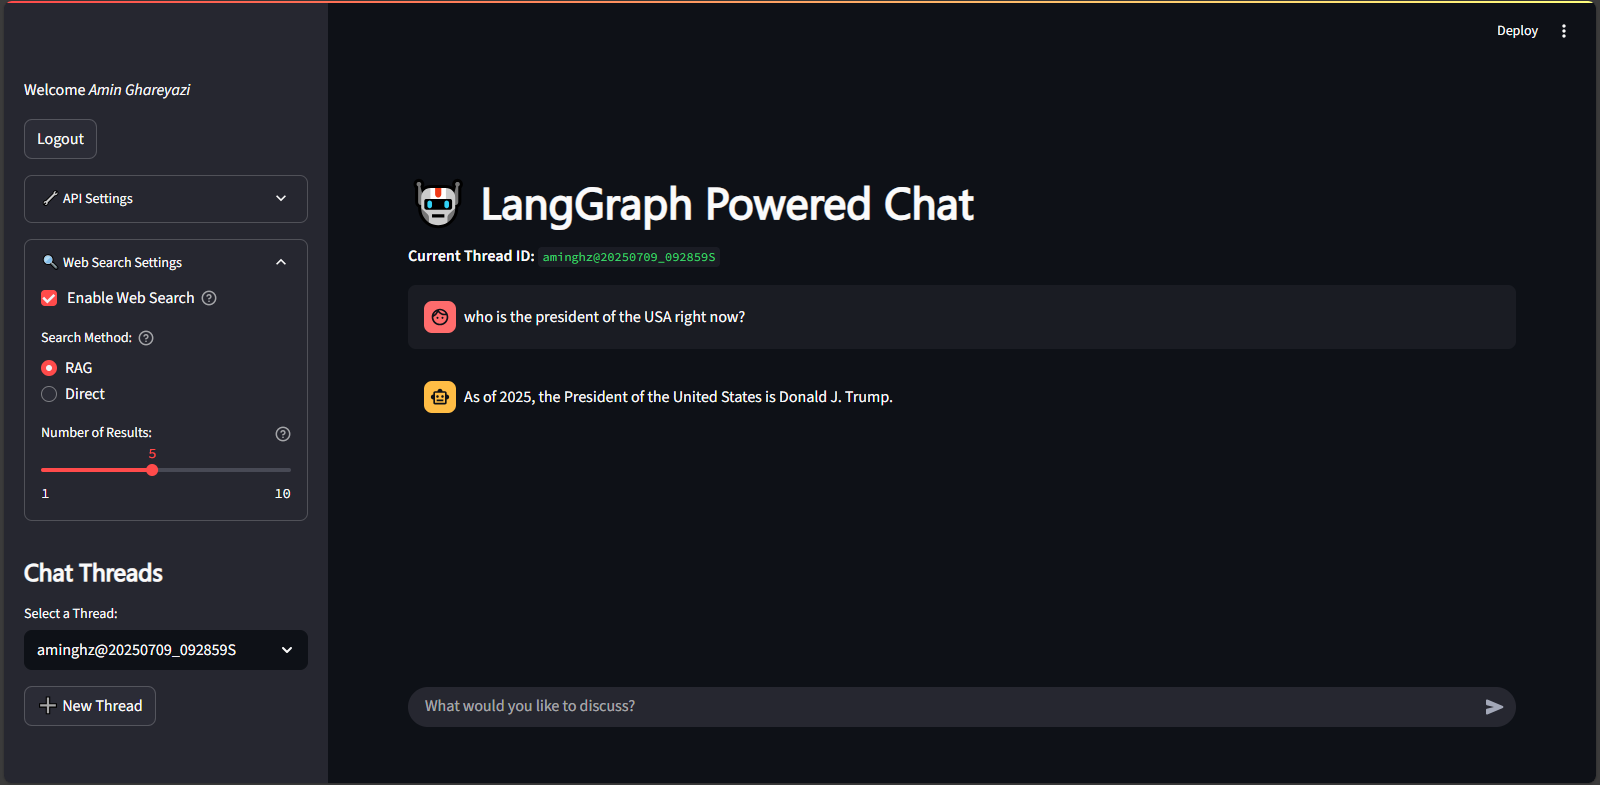 Deploy
Welcome Amin Ghareyazi
Logout
API Settings
Web Search Settings
Enable Web Search
Search Method:
RAG
Direct
Number of Results:
5
1 10
Chat Threads
Select a Thread:
aminghz@20250709_092859S
New Thread
LangGraph Powered Chat
Current Thread ID: aminghz@20250709_092859S
who is the president of the USA right now?
As of 2025, the President of the United States is Donald J. Trump.
What would you like to discuss?